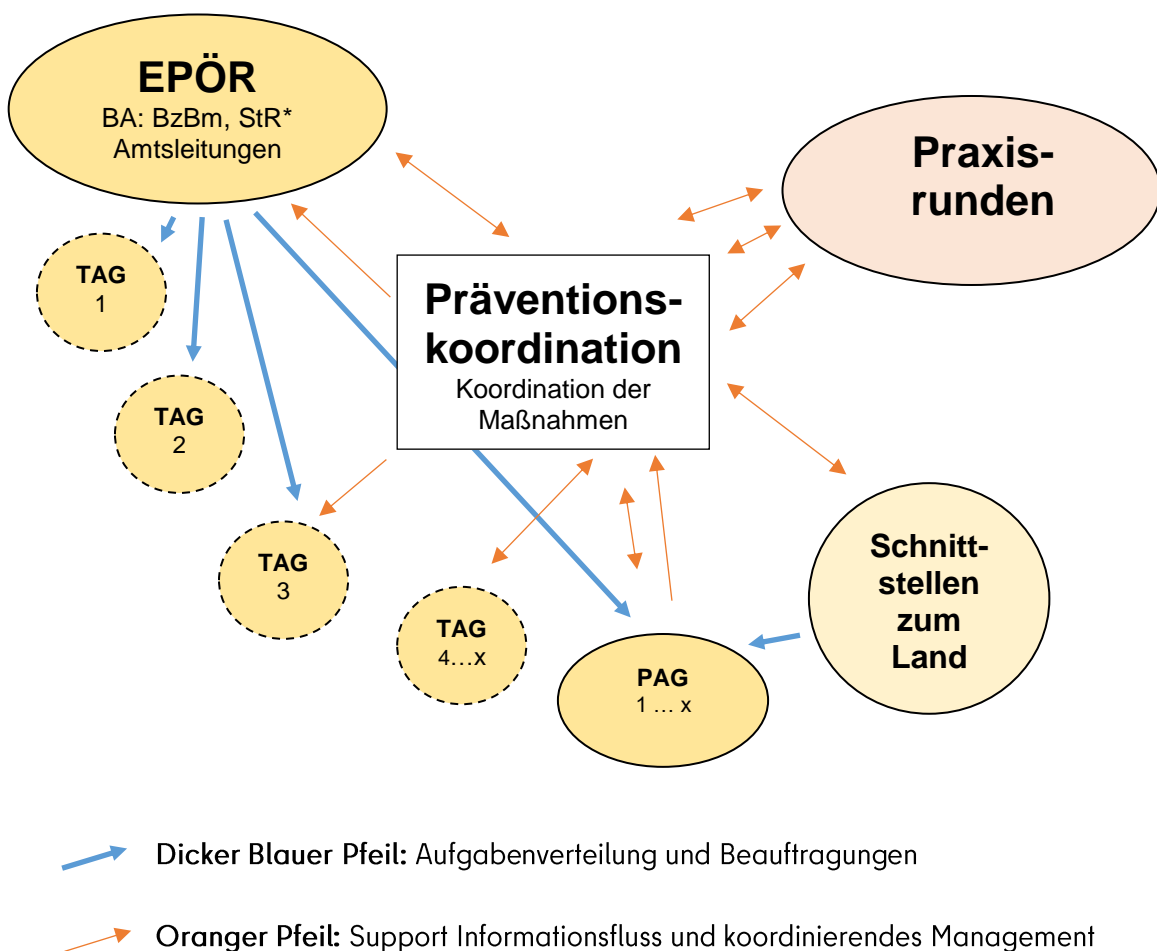 EPÖR
BA: BzBm, StR*
Amtsleitungen
Praxis-
runden
TAG
1
Präventions-
koordination
Koordination der
Maßnahmen
TAG
2
TAG
3
Schnitt-
stellen
zum
Land
TAG
4…x
PAG
1 … x
Dicker Blauer Pfeil: Aufgabenverteilung und Beauftragungen
Oranger Pfeil: Support Informationsfluss und koordinierendes Management